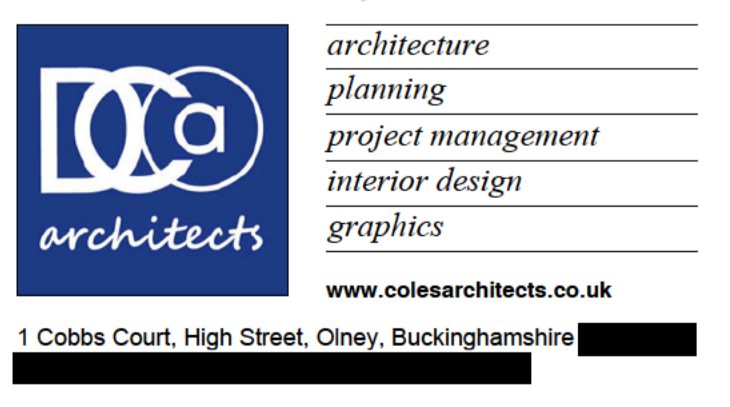 DCa
architects
architecture
planning
project management
interior design
graphics
www.colesarchitects.co.uk
1 Cobbs Court, High Street, Olney, Buckinghamshire